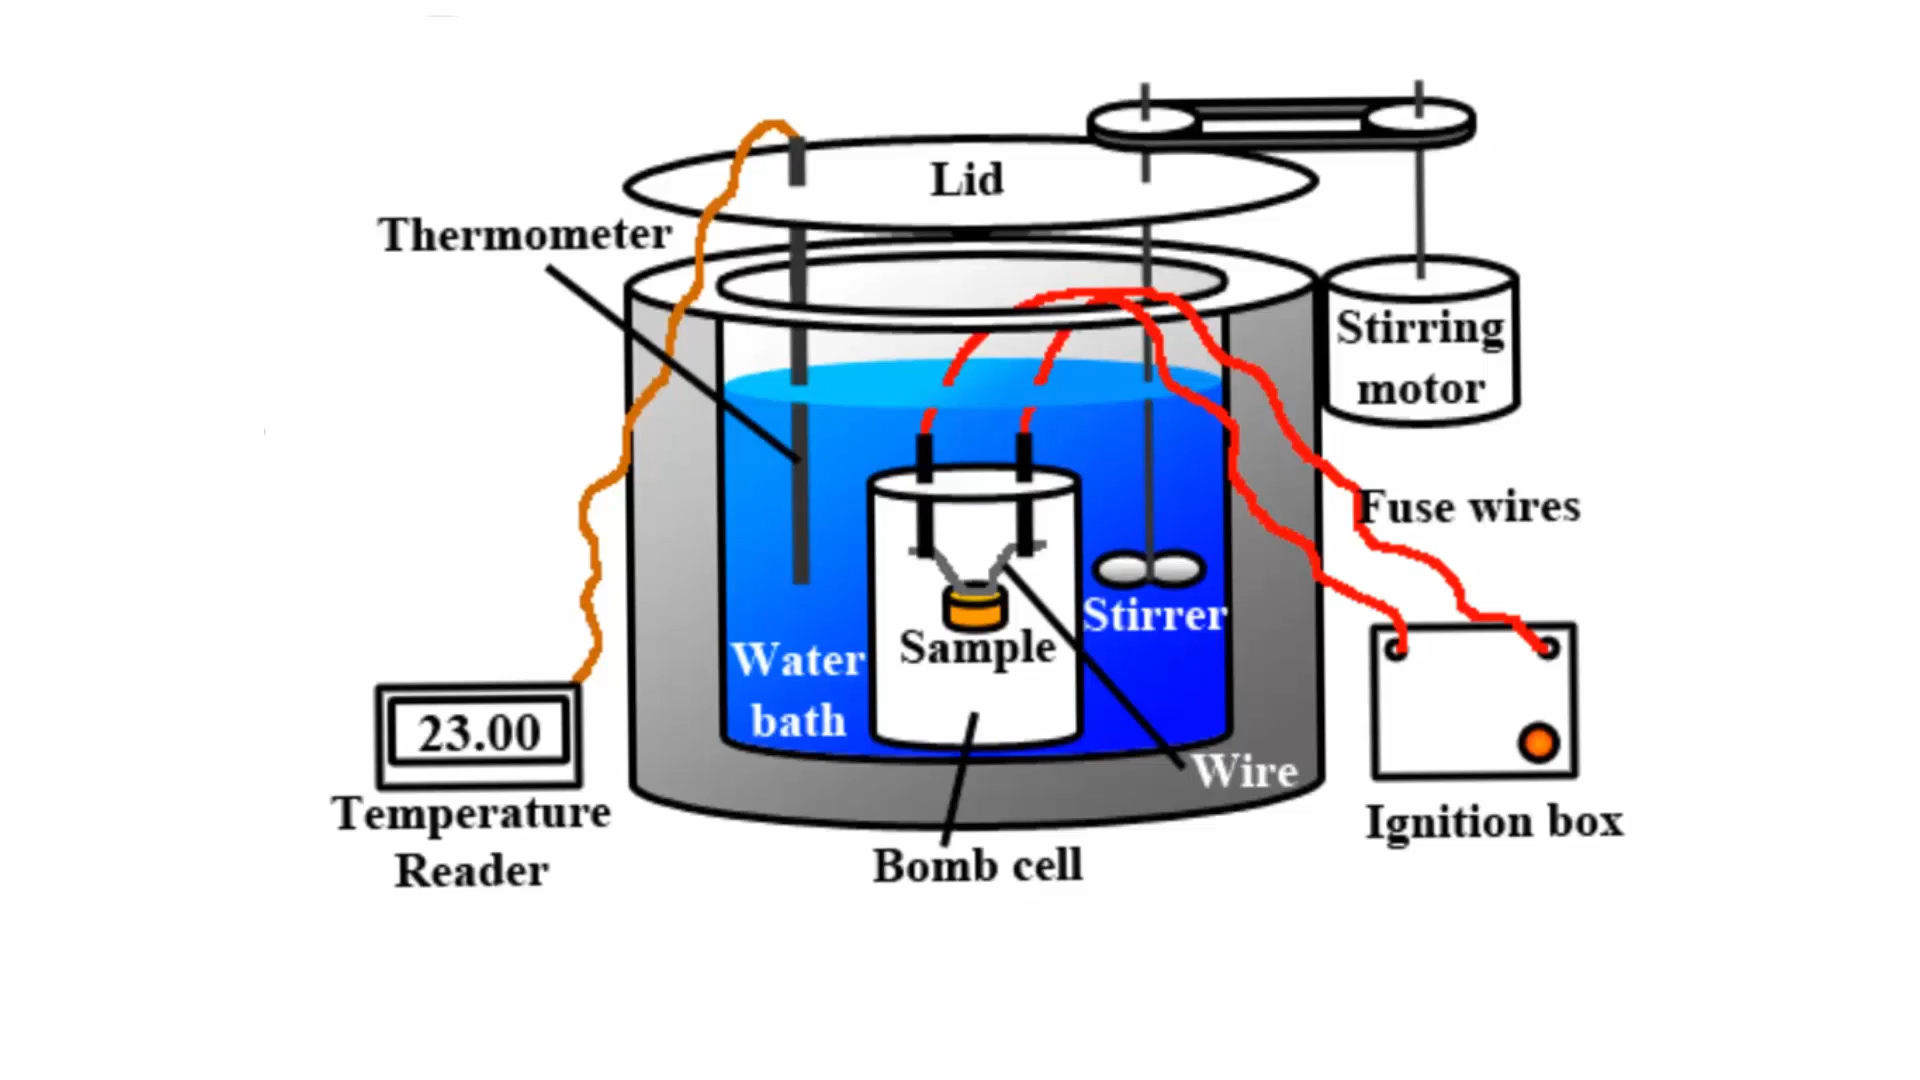 Lid
Thermometer
Stirring
motor
Fuse wires
Stirrer
Sample
Water
bath
23.00
Wire
Temperature
Reader
Ignition box
Bomb cell